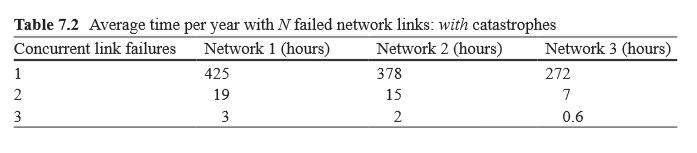 Table 7.2 Average time per year with N failed network links: with catastrophes
Concurrent link failures Network 1 (hours) Network 2 (hours) Network 3 (hours)
1 425 378 272
2 19 15 7
3 3 2 0.6